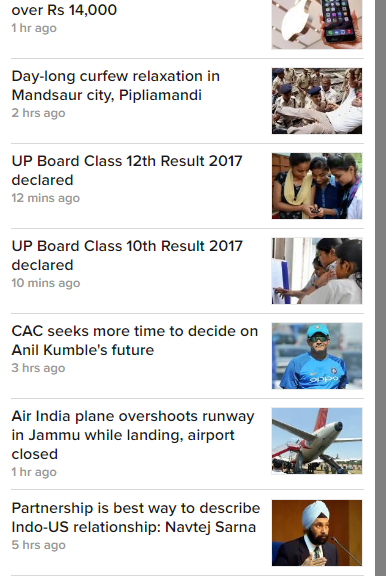 over Rs 14,000
1 hr ago
Day-long curfew relaxation in
Mandsaur city, Pipliamandi
2 hrs ago
UP Board Class 12th Result 2017
declared
12 mins ago
UP Board Class 10th Result 2017
declared
10 mins ago
CAC seeks more time to decide on
Anil Kumble's future
3 hrs ago
oppo
Air India plane overshoots runway
in Jammu while landing, airport
closed
1 hr ago
Partnership is best way to describe
Indo-US relationship: Navtej Sarna
5 hrs ago